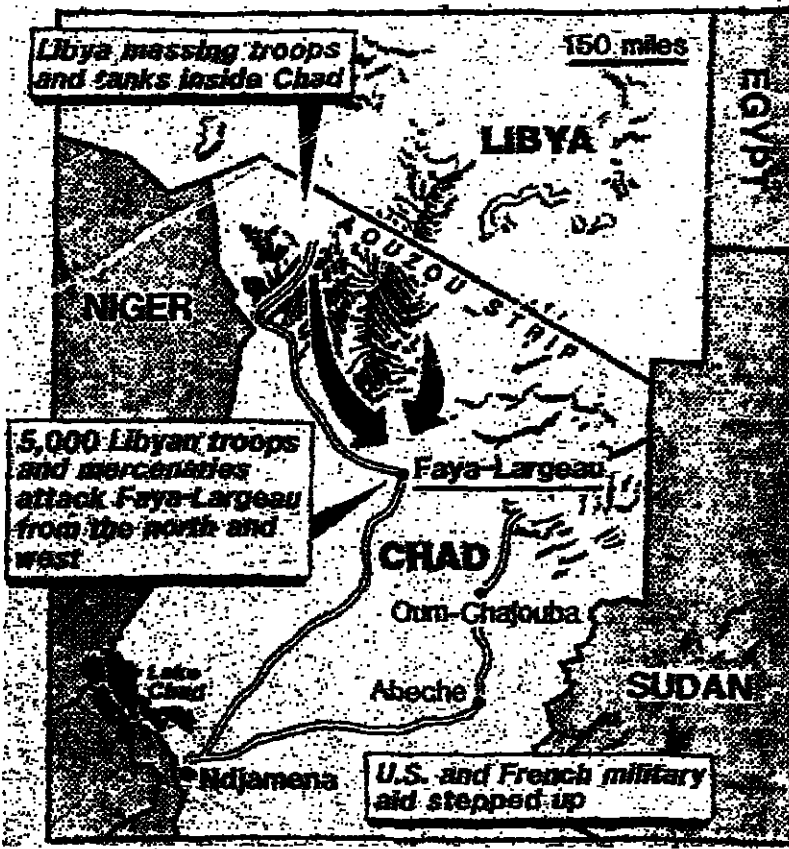 Libya massing troops
and tanks inside Chad
150 miles
EGYPT
LIBYA
AOUZOU STRIP
NIGER
5,000 Libyan troops
and mercenaries
attack Faya-Largeau
from the north and
west
Faya-Largeau
CHAD
Oum-Chalouba
Lake
Chad
Abeche
SUDAN
Ndjamena
U.S. and French military
aid stepped up